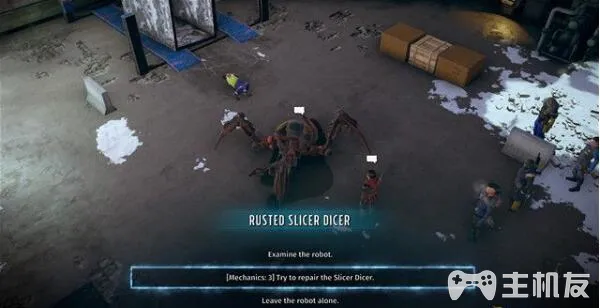 RUSTED SLICER DICER
Examine the robot.
[Mechanics: 3] Try to repair the Slicer Dicer.
Leave the robot alone.
主机友